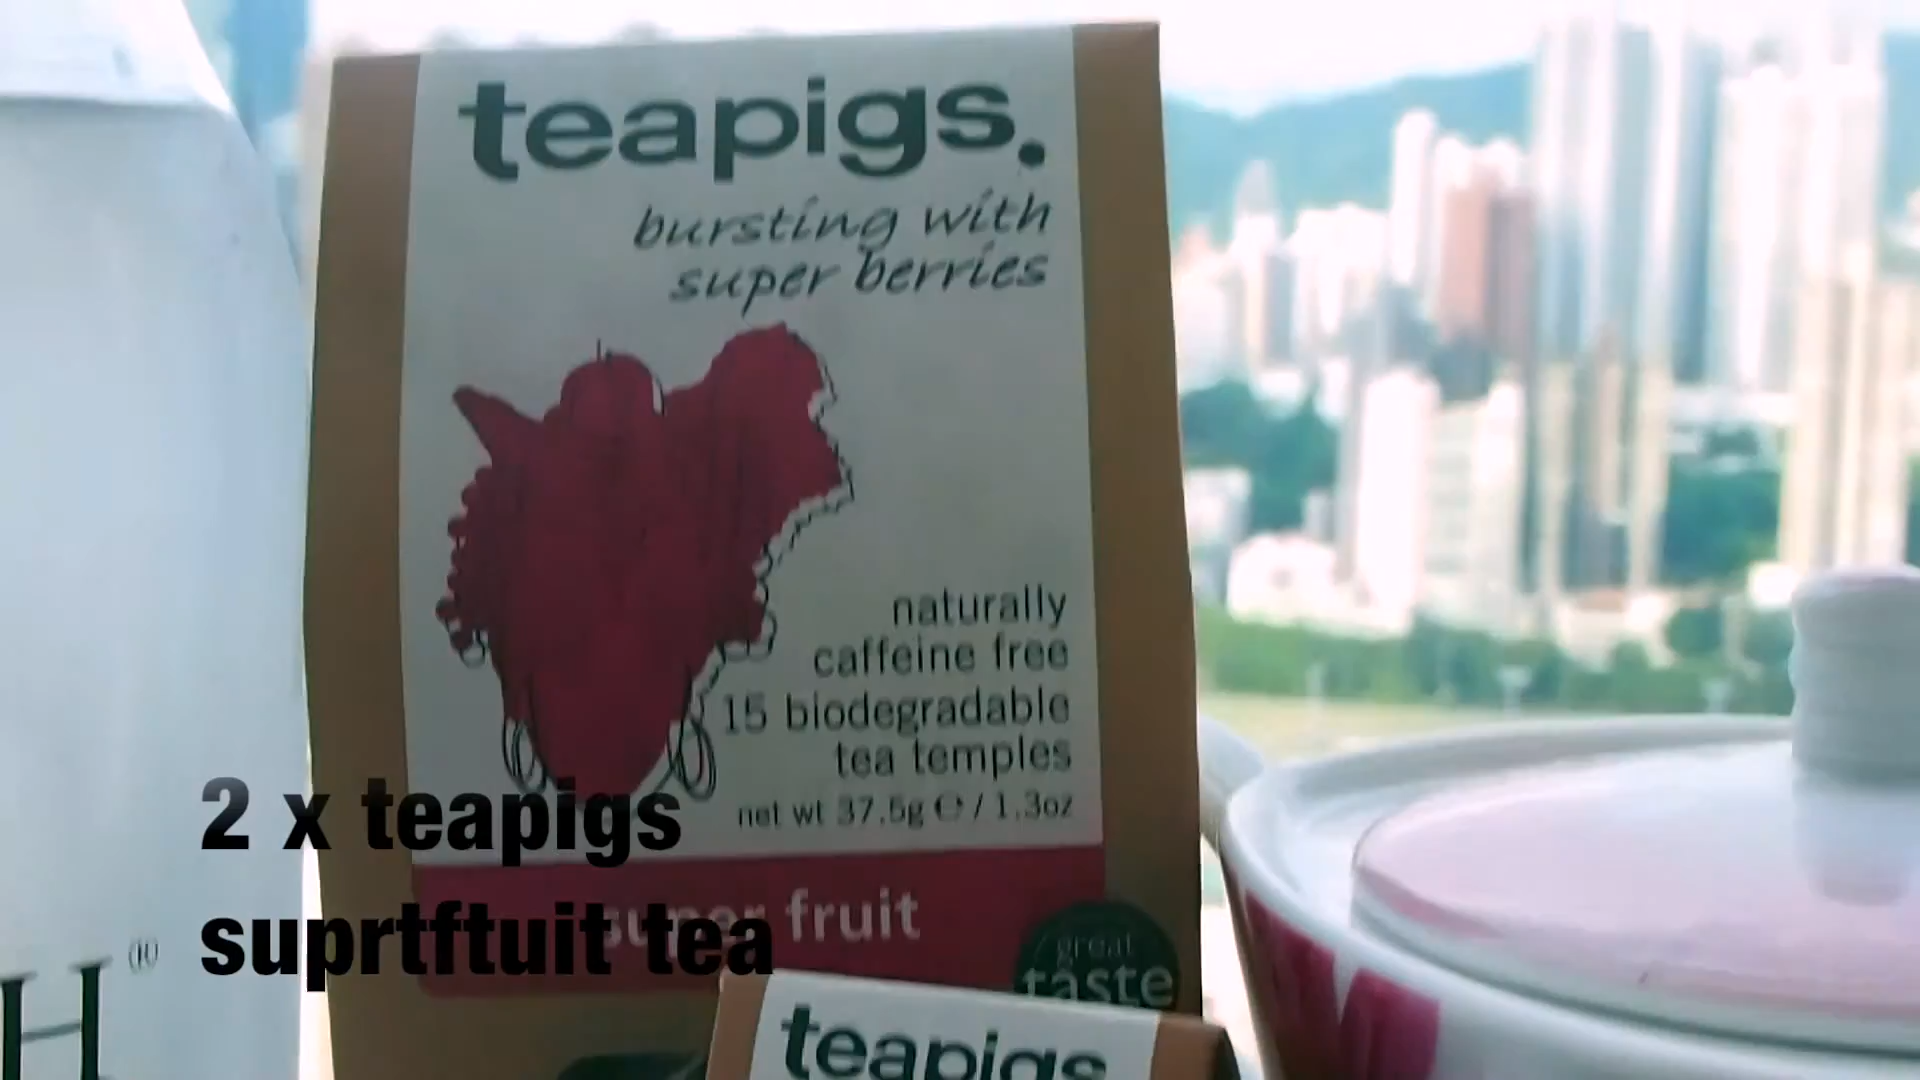 teapigs.
bursting with
super berries
naturally
caffeine free
15 biodegradable
tea temples
net wt 37.5g ℮ / 1.3oz
2 x teapigs
suprtftuit tea
super fruit
great
taste
H
teapigs